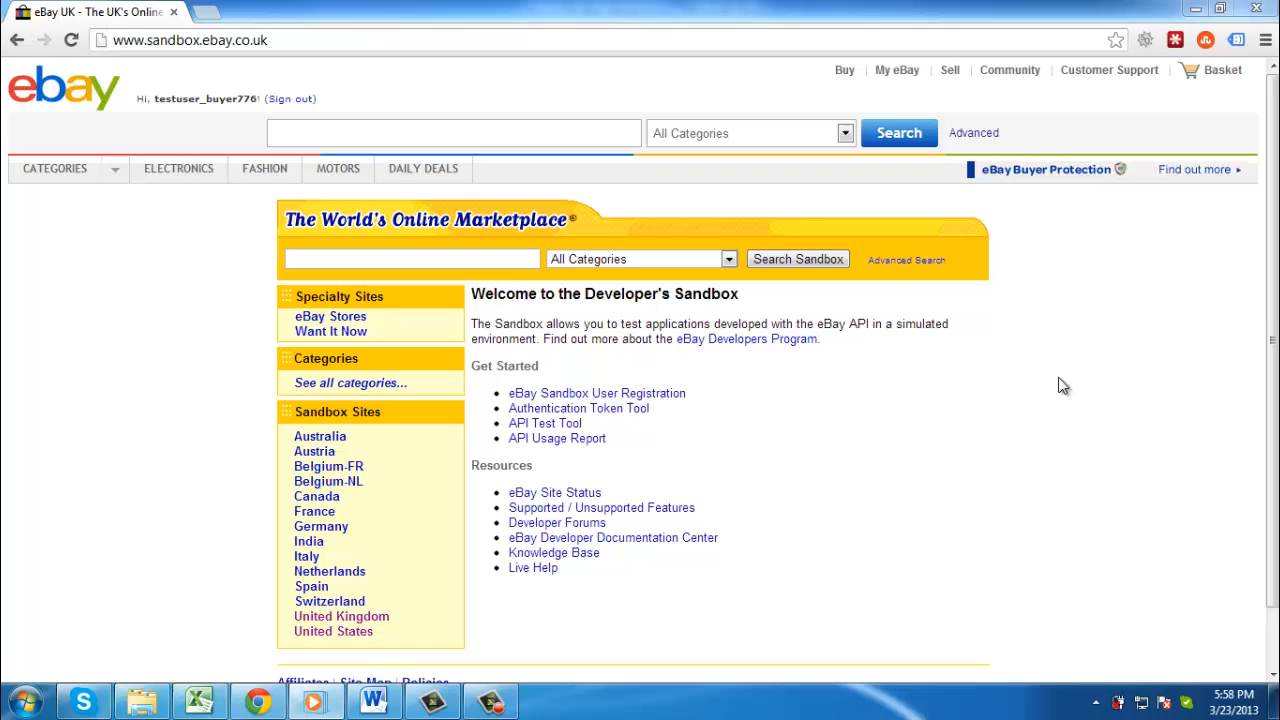 eBay UK - The UK's Online
www.sandbox.ebay.co.uk
ebay
Hi, testuser_buyer776! (Sign out)
Buy My eBay Sell Community Customer Support Basket
All Categories Search Advanced
CATEGORIES ELECTRONICS FASHION MOTORS DAILY DEALS
eBay Buyer Protection Find out more
The World's Online Marketplace®
All Categories Search Sandbox Advanced Search
Specialty Sites
eBay Stores
Want It Now
Categories
See all categories...
Sandbox Sites
Australia
Austria
Belgium-FR
Belgium-NL
Canada
France
Germany
India
Italy
Netherlands
Spain
Switzerland
United Kingdom
United States
Welcome to the Developer's Sandbox
The Sandbox allows you to test applications developed with the eBay API in a simulated
environment. Find out more about the eBay Developers Program.
Get Started
eBay Sandbox User Registration
Authentication Token Tool
API Test Tool
API Usage Report
Resources
eBay Site Status
Supported / Unsupported Features
Developer Forums
eBay Developer Documentation Center
Knowledge Base
Live Help
Affiliates | Site Map | Policies
5:58 PM
3/23/2013